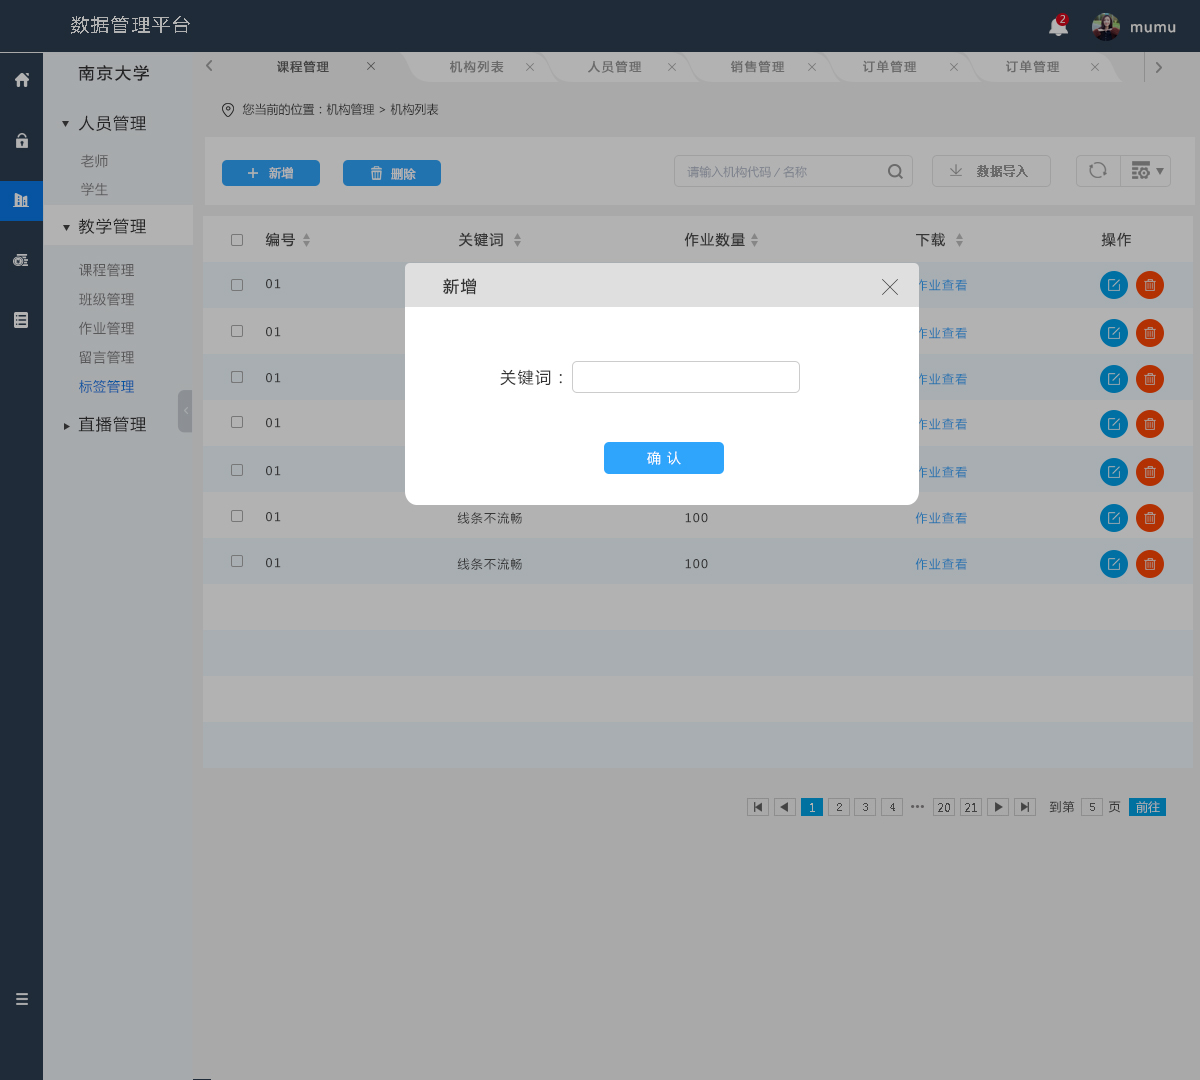 数据管理平台
2
mumu
南京大学
课程管理 机构列表 人员管理 销售管理 订单管理 订单管理
您当前的位置：机构管理 > 机构列表
人员管理
老师
学生
教学管理
课程管理
班级管理
作业管理
留言管理
标签管理
直播管理
新增 删除 请输入机构代码 / 名称 数据导入
编号 关键词 作业数量 下载 操作
01 作业查看
01 作业查看
01 作业查看
01 作业查看
01 作业查看
01 线条不流畅 100 作业查看
01 线条不流畅 100 作业查看
新增
关键词：
确 认
1 2 3 4 ··· 20 21 到第 5 页 前往